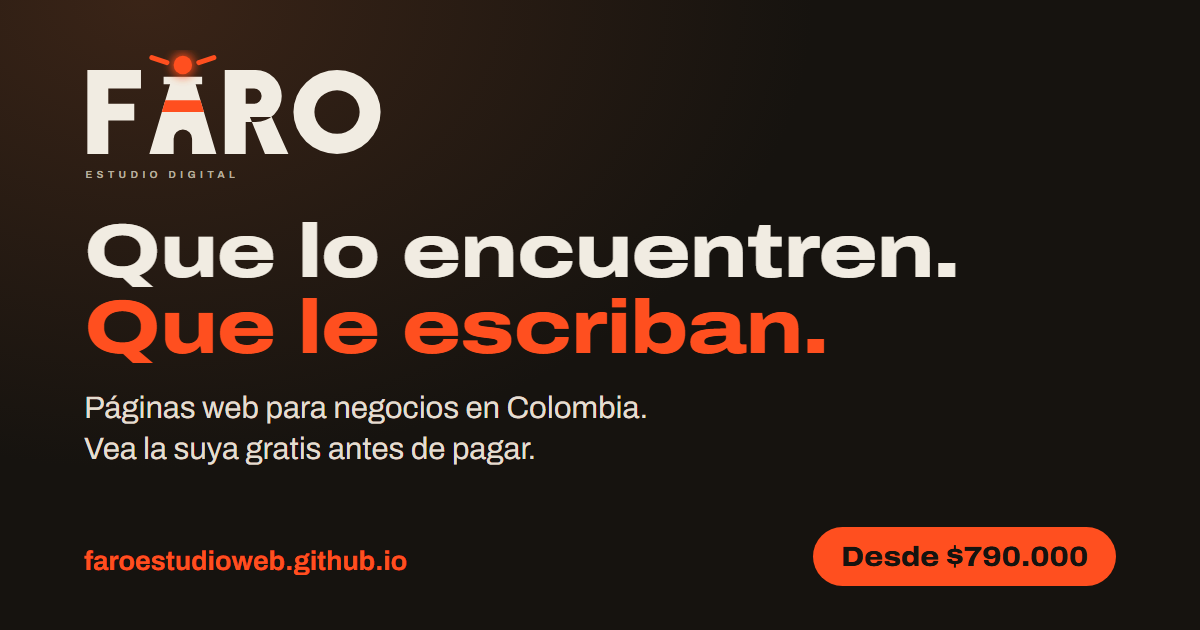 FARO
ESTUDIO DIGITAL
Que lo encuentren.
Que le escriban.
Páginas web para negocios en Colombia.
Vea la suya gratis antes de pagar.
faroestudioweb.github.io
Desde $790.000